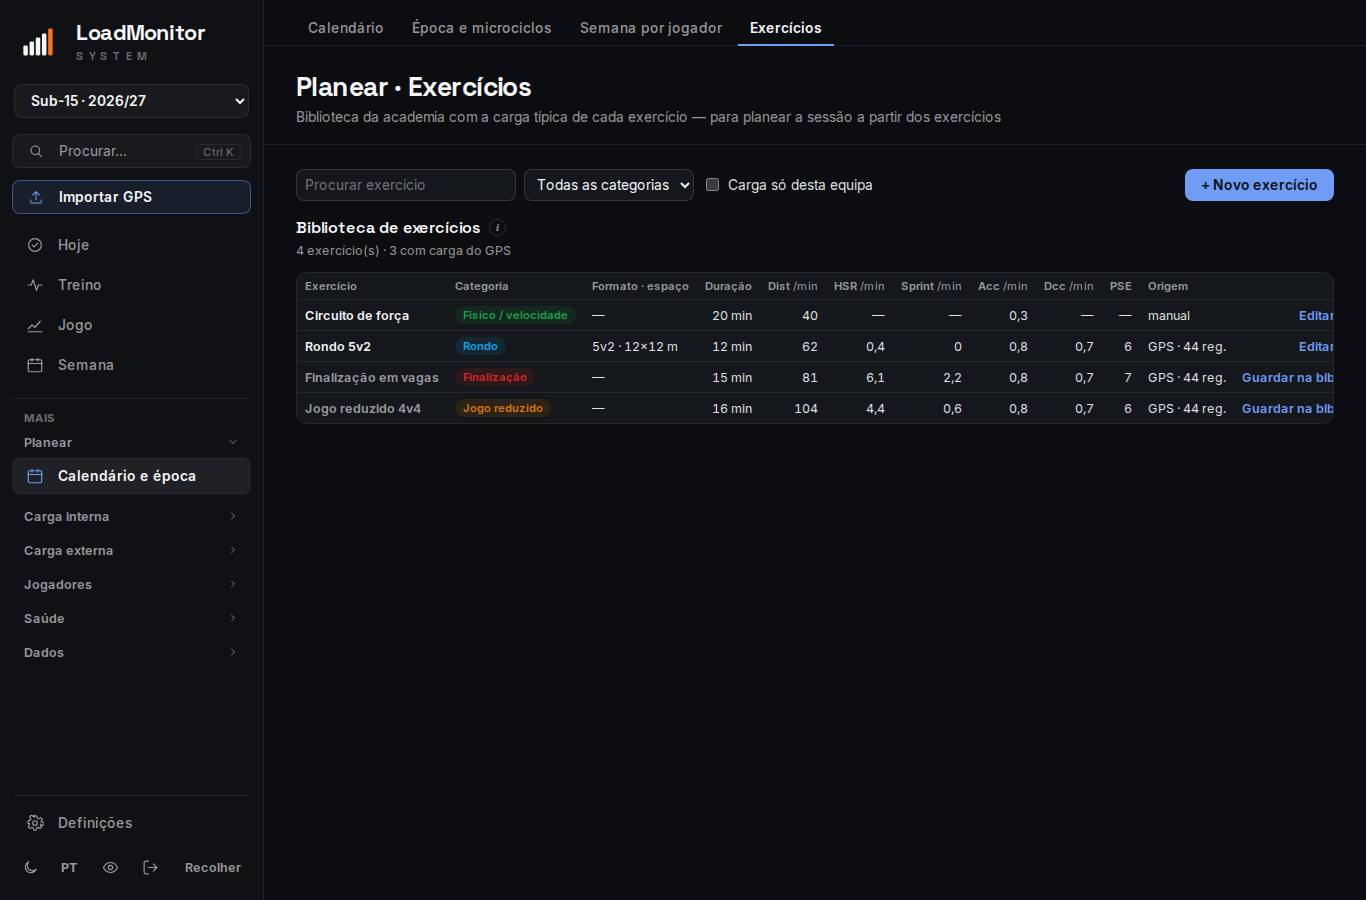 LoadMonitor
SYSTEM
Sub-15 · 2026/27
Procurar... Ctrl K
Importar GPS
Hoje
Treino
Jogo
Semana
MAIS
Planear
Calendário e época
Carga interna
Carga externa
Jogadores
Saúde
Dados
Definições
PT Recolher
Calendário Época e microciclos Semana por jogador Exercícios
Planear · Exercícios
Biblioteca da academia com a carga típica de cada exercício — para planear a sessão a partir dos exercícios
Procurar exercício Todas as categorias Carga só desta equipa + Novo exercício
Biblioteca de exercícios i
4 exercício(s) · 3 com carga do GPS
Exercício Categoria Formato · espaço Duração Dist /min HSR /min Sprint /min Acc /min Dcc /min PSE Origem
Circuito de força Físico / velocidade — 20 min 40 — — 0,3 — — manual Editar
Rondo 5v2 Rondo 5v2 · 12×12 m 12 min 62 0,4 0 0,8 0,7 6 GPS · 44 reg. Editar
Finalização em vagas Finalização — 15 min 81 6,1 2,2 0,8 0,7 7 GPS · 44 reg. Guardar na bib
Jogo reduzido 4v4 Jogo reduzido — 16 min 104 4,4 0,6 0,8 0,7 6 GPS · 44 reg. Guardar na bib